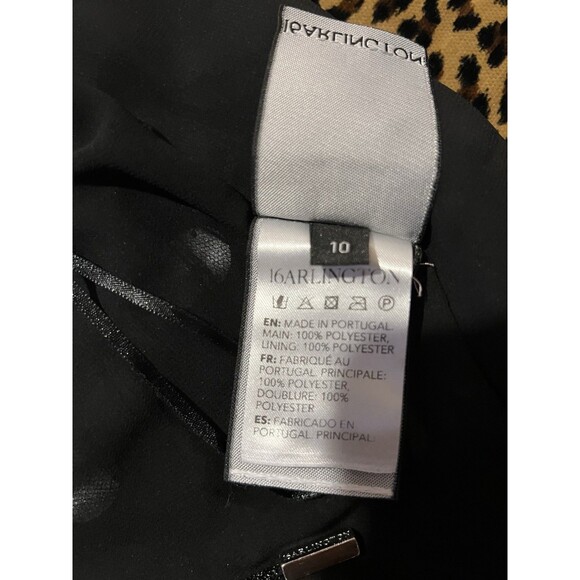 16ARLINGTON
10
16ARLINGTON
EN: MADE IN PORTUGAL.
MAIN: 100% POLYESTER,
LINING: 100% POLYESTER
FR: FABRIQUÉ AU
PORTUGAL. PRINCIPALE:
100% POLYESTER,
DOUBLURE: 100%
POLYESTER
ES: FABRICADO EN
PORTUGAL. PRINCIPAL:
16ARLINGTON